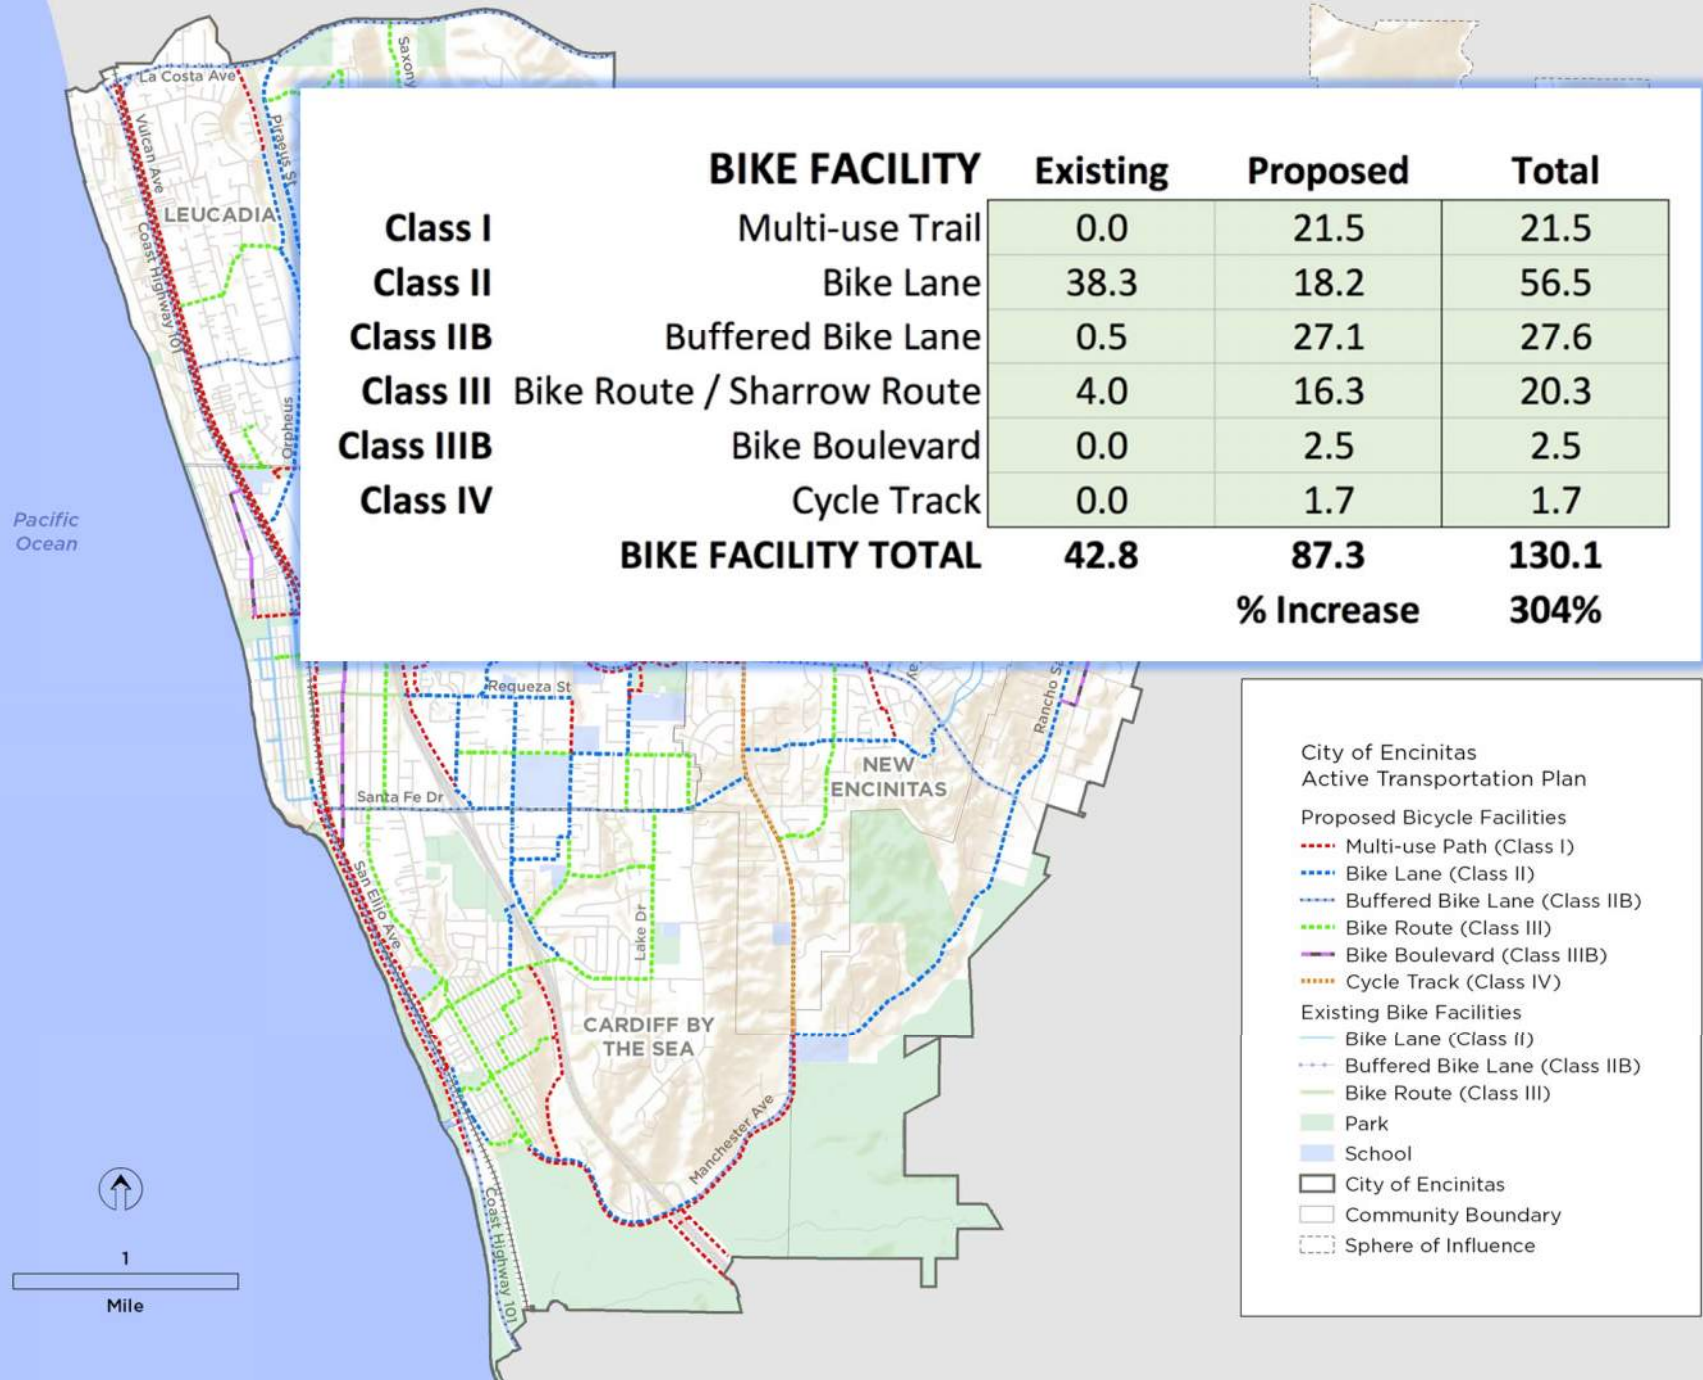 La Costa Ave
Saxony
Vulcan Ave
Piraeus St
LEUCADIA
Coast Highway 101
Orpheus
Pacific
Ocean
BIKE FACILITY Existing Proposed Total
Class I Multi-use Trail 0.0 21.5 21.5
Class II Bike Lane 38.3 18.2 56.5
Class IIB Buffered Bike Lane 0.5 27.1 27.6
Class III Bike Route / Sharrow Route 4.0 16.3 20.3
Class IIIB Bike Boulevard 0.0 2.5 2.5
Class IV Cycle Track 0.0 1.7 1.7
BIKE FACILITY TOTAL 42.8 87.3 130.1
% Increase 304%
Requeza St
Rancho
NEW
ENCINITAS
Santa Fe Dr
San Elijo Ave
Lake Dr
CARDIFF BY
THE SEA
Manchester Ave
Coast Highway 101
1
Mile
City of Encinitas
Active Transportation Plan
Proposed Bicycle Facilities
Multi-use Path (Class I)
Bike Lane (Class II)
Buffered Bike Lane (Class IIB)
Bike Route (Class III)
Bike Boulevard (Class IIIB)
Cycle Track (Class IV)
Existing Bike Facilities
Bike Lane (Class II)
Buffered Bike Lane (Class IIB)
Bike Route (Class III)
Park
School
City of Encinitas
Community Boundary
Sphere of Influence